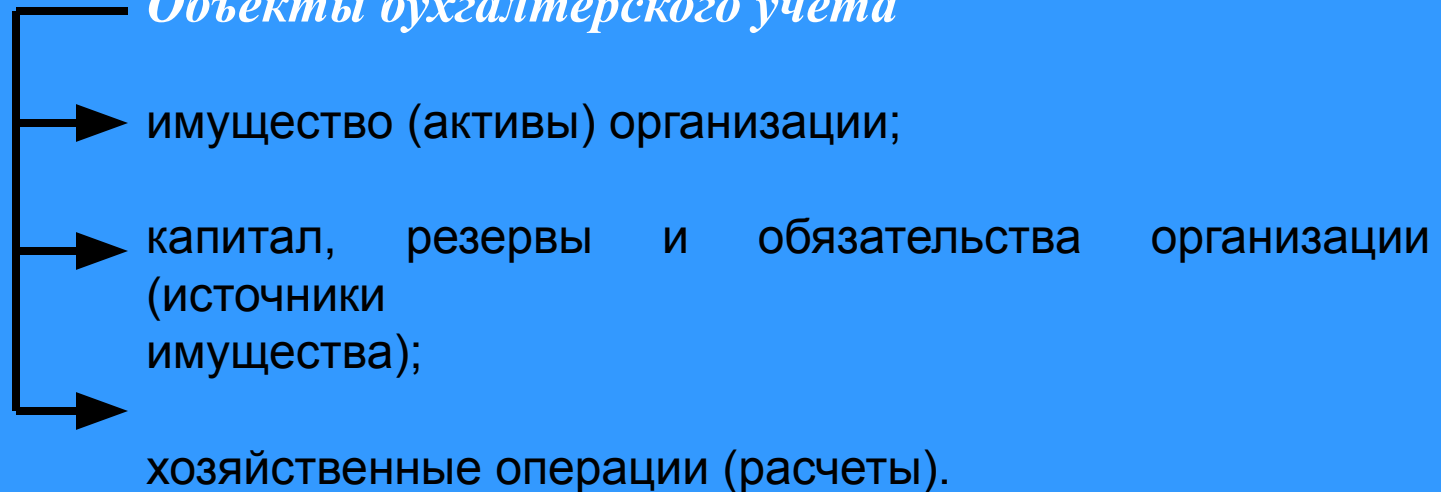 Объекты бухгалтерского учета
имущество (активы) организации;
капитал, резервы и обязательства организации
(источники
имущества);
хозяйственные операции (расчеты).